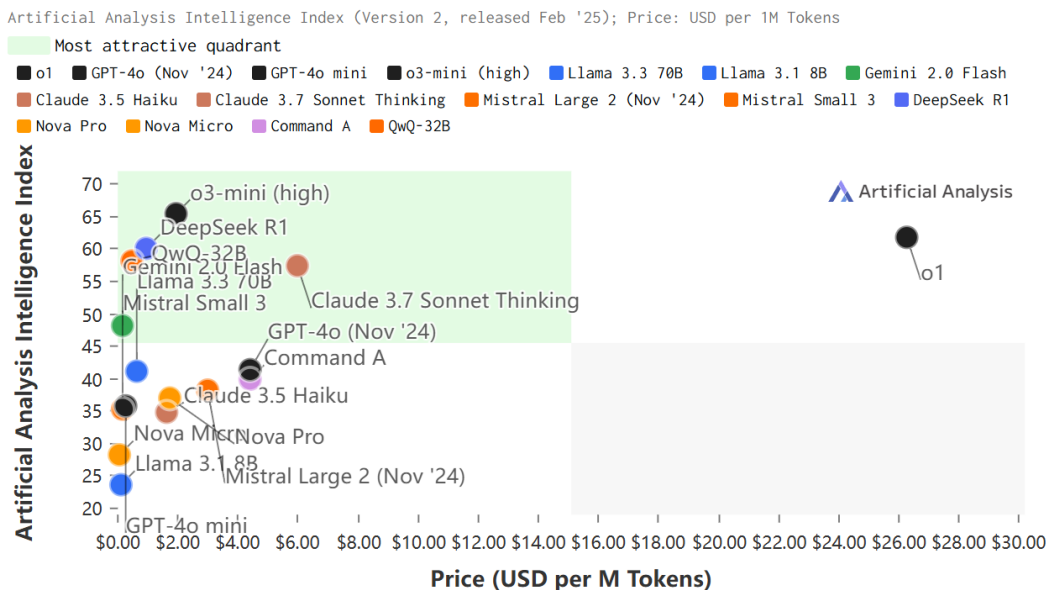 Artificial Analysis Intelligence Index (Version 2, released Feb '25); Price: USD per 1M Tokens
Most attractive quadrant
o1 GPT-4o (Nov '24) GPT-4o mini o3-mini (high) Llama 3.3 70B Llama 3.1 8B Gemini 2.0 Flash
Claude 3.5 Haiku Claude 3.7 Sonnet Thinking Mistral Large 2 (Nov '24) Mistral Small 3 DeepSeek R1
Nova Pro Nova Micro Command A QwQ-32B
Artificial Analysis Intelligence Index
70
65
60
55
50
45
40
35
30
25
20
o3-mini (high)
Artificial Analysis
DeepSeek R1
QwQ-32B
Gemini 2.0 Flash
o1
Llama 3.3 70B
Claude 3.7 Sonnet Thinking
Mistral Small 3
GPT-4o (Nov '24)
Command A
Claude 3.5 Haiku
Nova Micro
Nova Pro
Llama 3.1 8B
Mistral Large 2 (Nov '24)
GPT-4o mini
$0.00 $2.00 $4.00 $6.00 $8.00 $10.00 $12.00 $14.00 $16.00 $18.00 $20.00 $22.00 $24.00 $26.00 $28.00 $30.00
Price (USD per M Tokens)